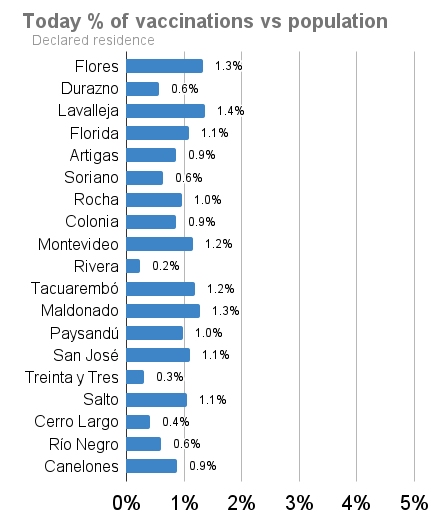 Today % of vaccinations vs population
Declared residence
Flores 1.3%
Durazno 0.6%
Lavalleja 1.4%
Florida 1.1%
Artigas 0.9%
Soriano 0.6%
Rocha 1.0%
Colonia 0.9%
Montevideo 1.2%
Rivera 0.2%
Tacuarembó 1.2%
Maldonado 1.3%
Paysandú 1.0%
San José 1.1%
Treinta y Tres 0.3%
Salto 1.1%
Cerro Largo 0.4%
Río Negro 0.6%
Canelones 0.9%
0% 1% 2% 3% 4% 5%